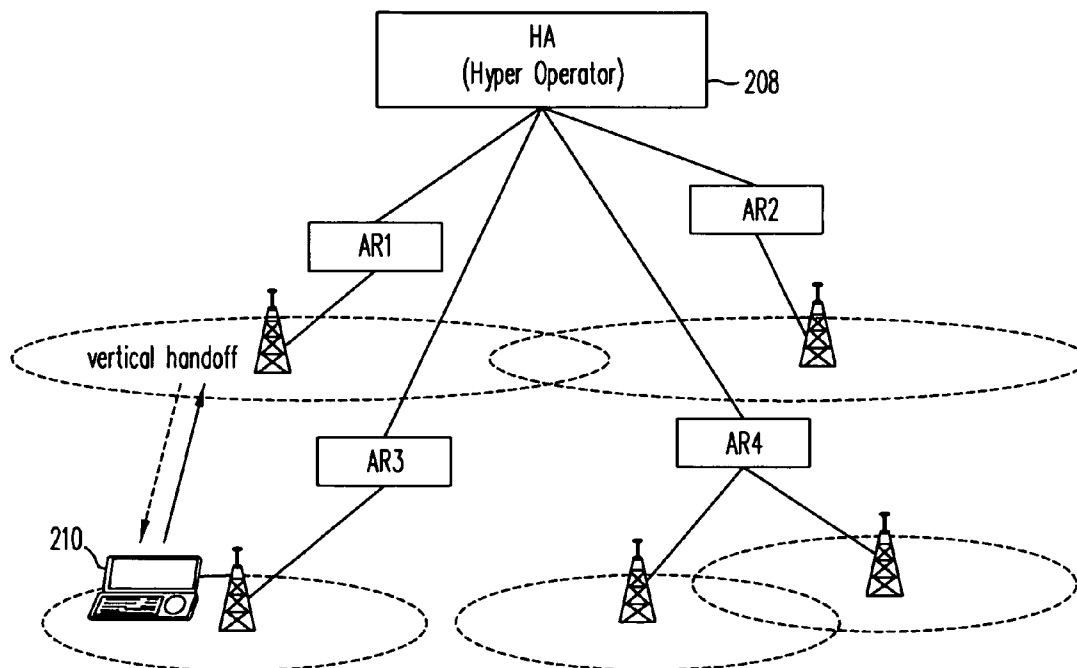 HA
(Hyper Operator)
208
AR2
AR1
vertical handoff
AR3
AR4
210